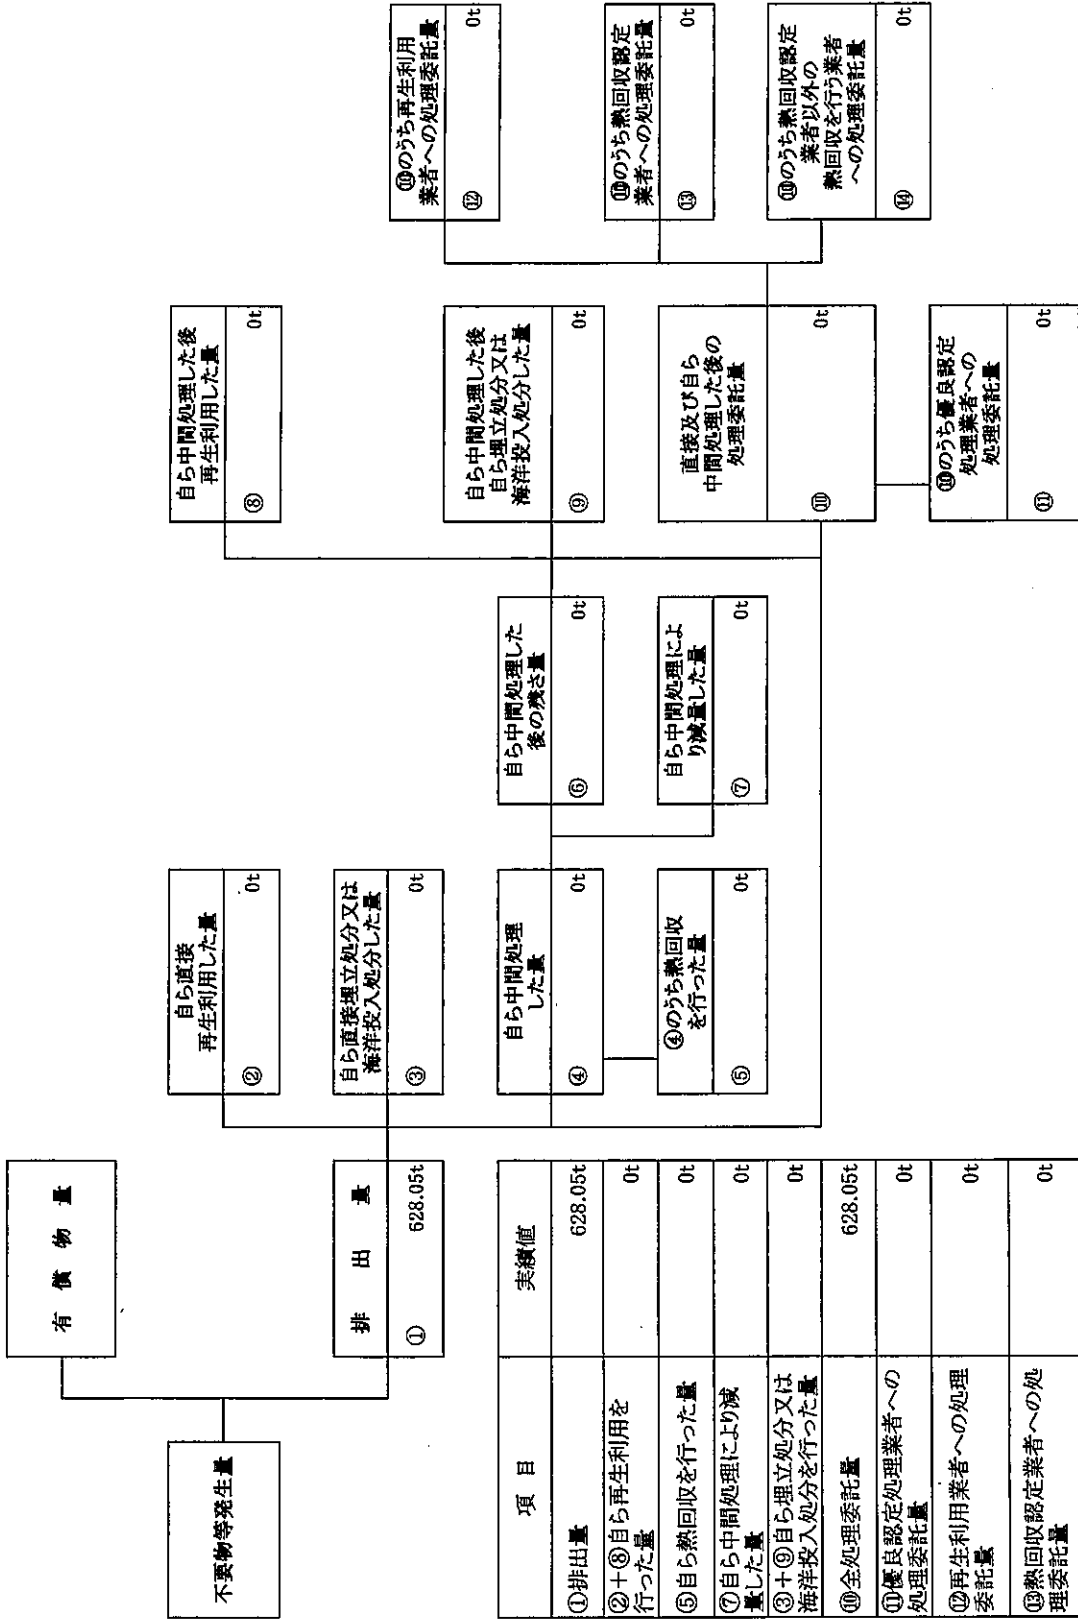 不要物等発生量
有償物量
排出量
① 628.05t
自ら直接
再生利用した量
② 0t
自ら直接埋立処分又は
海洋投入処分した量
③ 0t
自ら中間処理
した量
④ 0t
④のうち熱回収
を行った量
⑤ 0t
自ら中間処理した
後の残さ量
⑥ 0t
自ら中間処理によ
り減量した量
⑦ 0t
自ら中間処理した後
再生利用した量
⑧ 0t
自ら中間処理した後
自ら埋立処分又は
海洋投入処分した量
⑨ 0t
直接及び自ら
中間処理した後の
処理委託量
⑩ 0t
⑩のうち優良認定
処理業者への
処理委託量
⑪ 0t
⑩のうち再生利用
業者への処理委託量
⑫ 0t
⑩のうち熱回収認定
業者への処理委託量
⑬ 0t
⑩のうち熱回収認定
業者以外の
熱回収を行う業者
への処理委託量
⑭ 0t
項目 実績値
①排出量 628.05t
②+⑧自ら再生利用を
行った量 0t
⑤自ら熱回収を行った量 0t
⑦自ら中間処理により減
量した量 0t
③+⑨自ら埋立処分又は
海洋投入処分を行った量 0t
⑩全処理委託量 628.05t
⑪優良認定処理業者への
処理委託量 0t
⑫再生利用業者への処理
委託量 0t
⑬熱回収認定業者への処
理委託量 0t